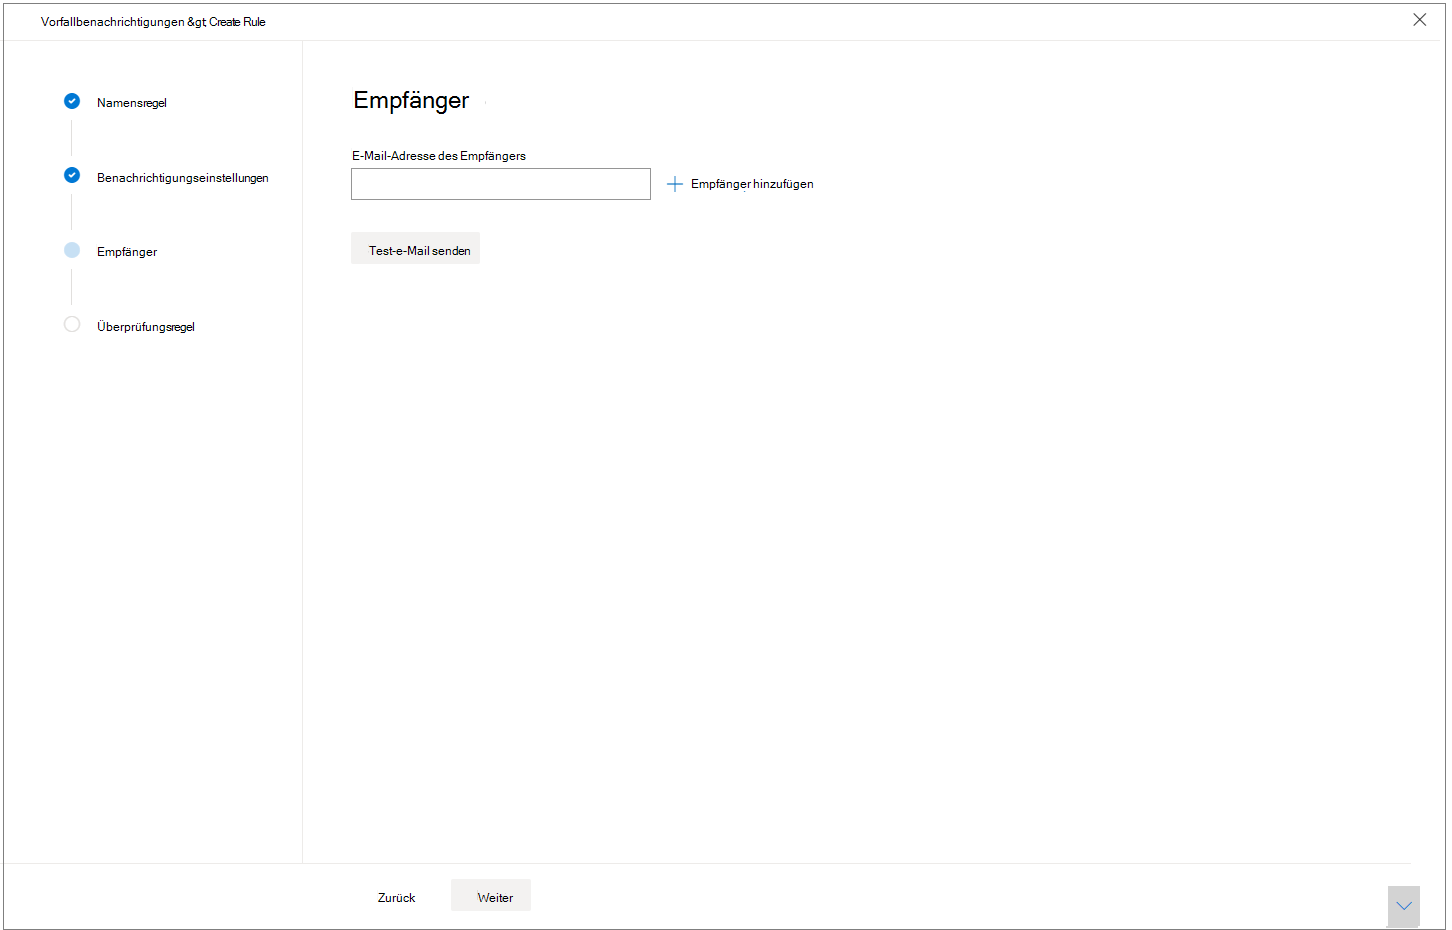 Vorfallbenachrichtigungen &gt; Create Rule
Namensregel
Benachrichtigungseinstellungen
Empfänger
Überprüfungsregel
Empfänger
E-Mail-Adresse des Empfängers
Empfänger hinzufügen
Test-e-Mail senden
Zurück
Weiter